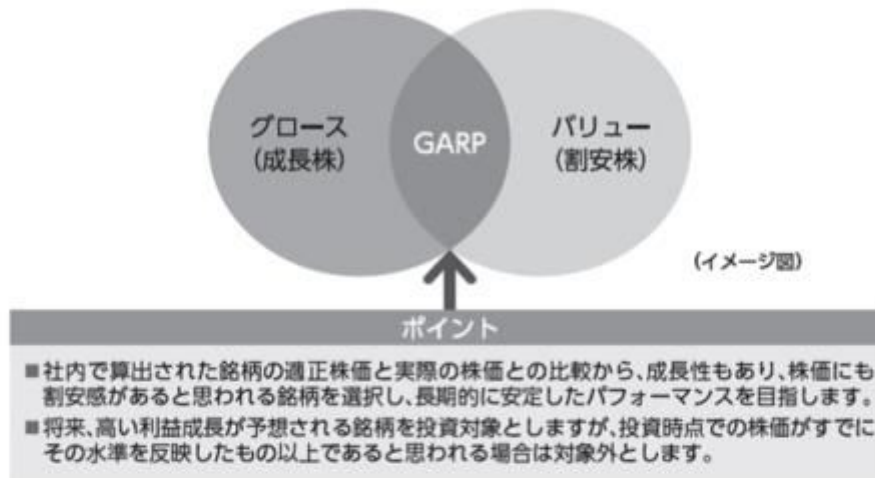 グロース
（成長株）
GARP
バリュー
（割安株）
（イメージ図）
ポイント
■社内で算出された銘柄の適正株価と実際の株価との比較から、成長性もあり、株価にも
割安感があると思われる銘柄を選択し、長期的に安定したパフォーマンスを目指します。
■将来、高い利益成長が予想される銘柄を投資対象としますが、投資時点での株価がすでに
その水準を反映したもの以上であると思われる場合は対象外とします。